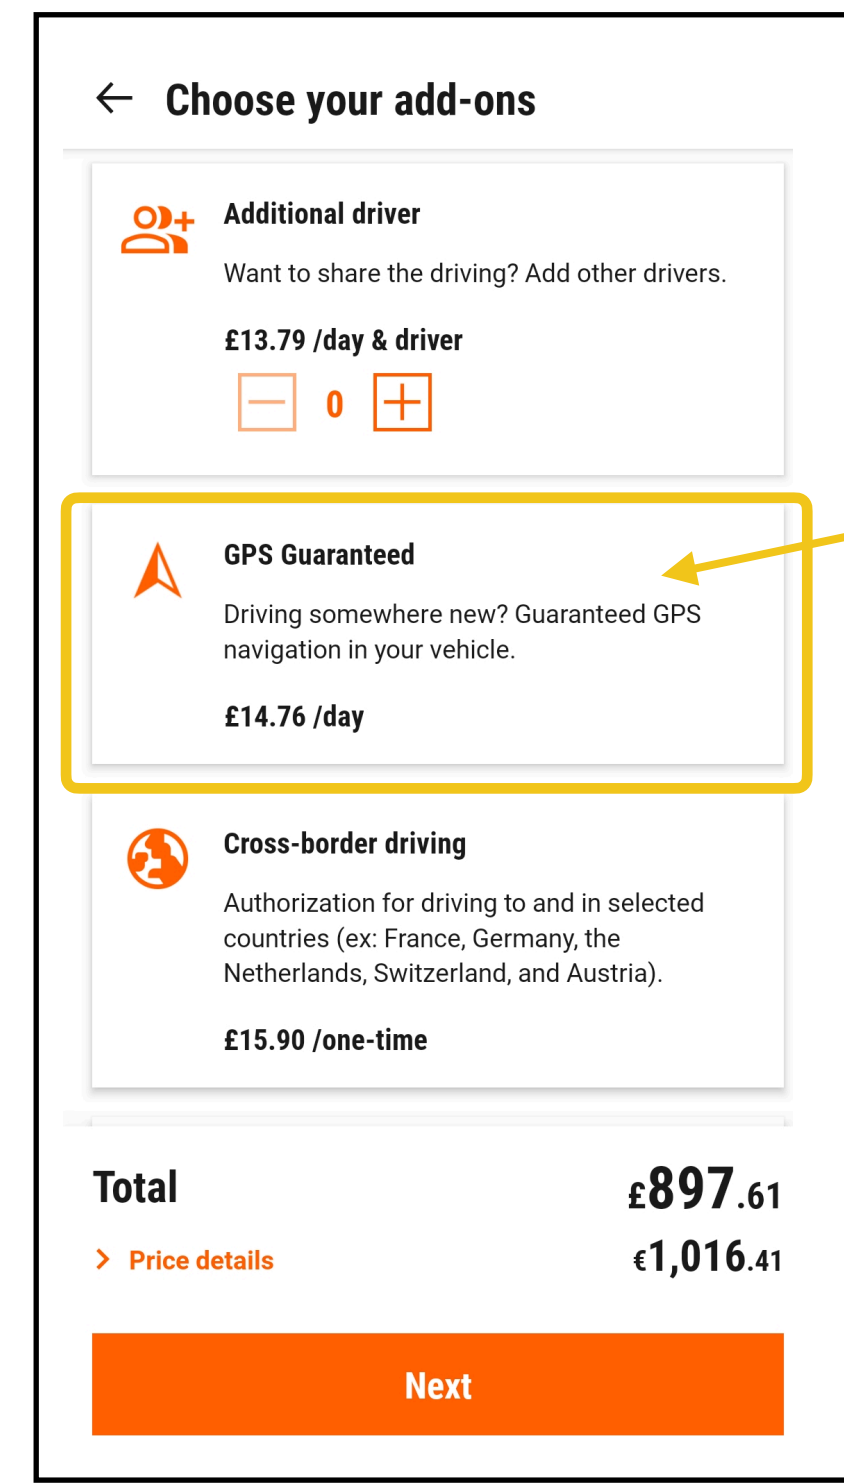 Choose your add-ons
Additional driver
Want to share the driving? Add other drivers.
£13.79 /day & driver
0
GPS Guaranteed
Driving somewhere new? Guaranteed GPS
navigation in your vehicle.
£14.76 /day
Cross-border driving
Authorization for driving to and in selected
countries (ex: France, Germany, the
Netherlands, Switzerland, and Austria).
£15.90 /one-time
Total £897.61
Price details €1,016.41
Next